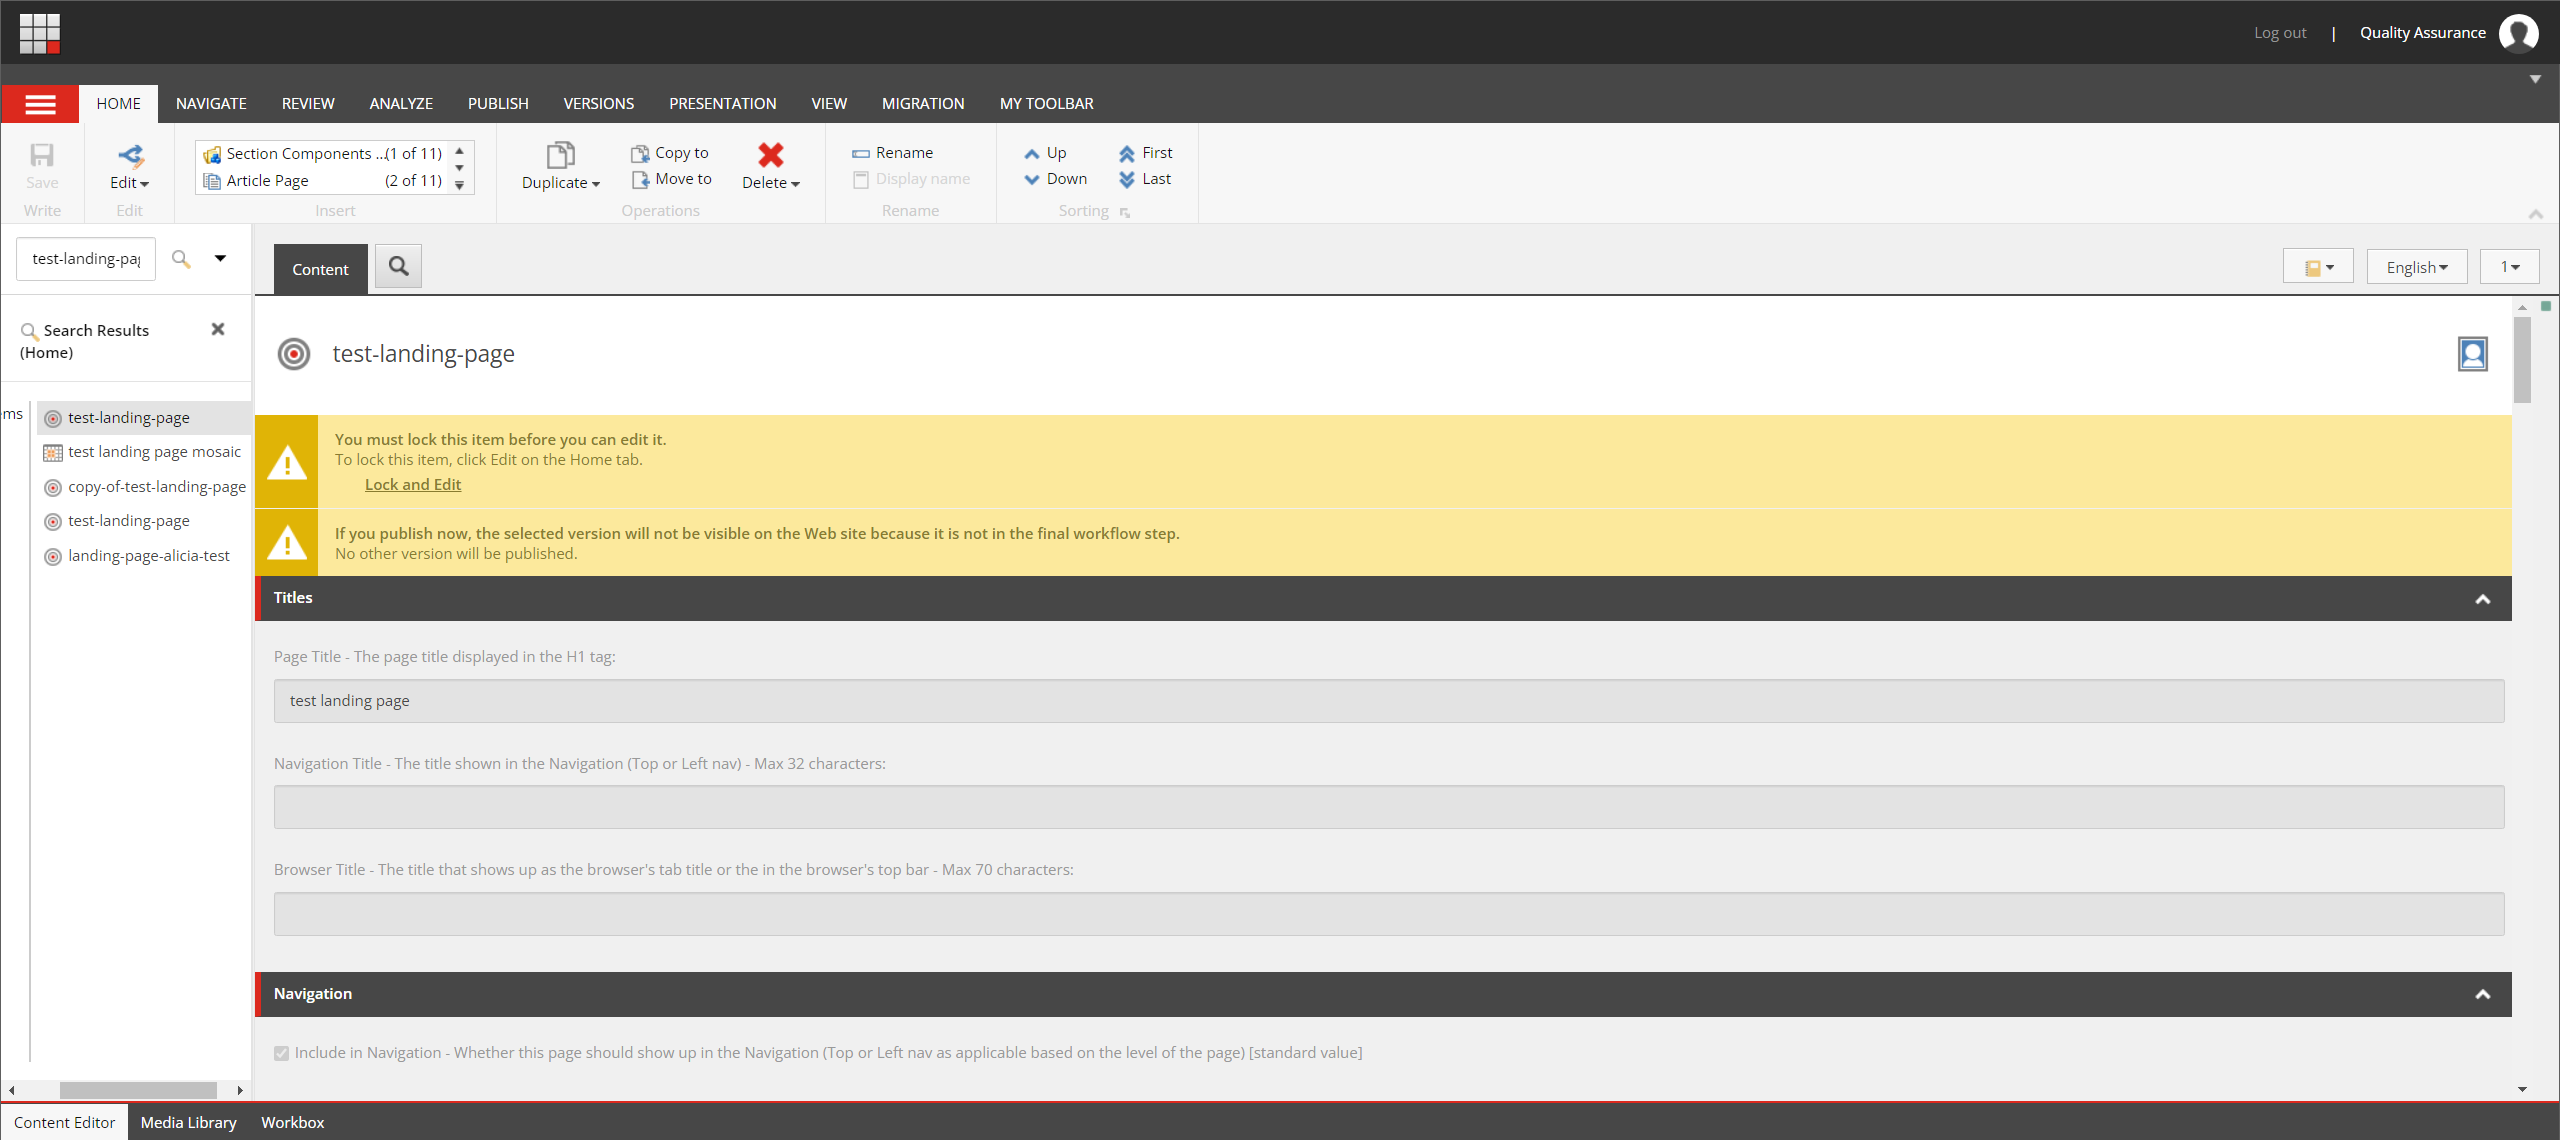 Log out | Quality Assurance
HOME NAVIGATE REVIEW ANALYZE PUBLISH VERSIONS PRESENTATION VIEW MIGRATION MY TOOLBAR
Save
Write
Edit
Edit
Section Components ...(1 of 11)
Article Page (2 of 11)
Insert
Duplicate
Copy to
Move to
Delete
Operations
Rename
Display name
Rename
Up
Down
First
Last
Sorting
test-landing-pa
Search Results
(Home)
ems
test-landing-page
test landing page mosaic
copy-of-test-landing-page
test-landing-page
landing-page-alicia-test
Content
English
1
test-landing-page
You must lock this item before you can edit it.
To lock this item, click Edit on the Home tab.
Lock and Edit
If you publish now, the selected version will not be visible on the Web site because it is not in the final workflow step.
No other version will be published.
Titles
Page Title - The page title displayed in the H1 tag:
test landing page
Navigation Title - The title shown in the Navigation (Top or Left nav) - Max 32 characters:
Browser Title - The title that shows up as the browser's tab title or the in the browser's top bar - Max 70 characters:
Navigation
Include in Navigation - Whether this page should show up in the Navigation (Top or Left nav as applicable based on the level of the page) [standard value]
Content Editor Media Library Workbox